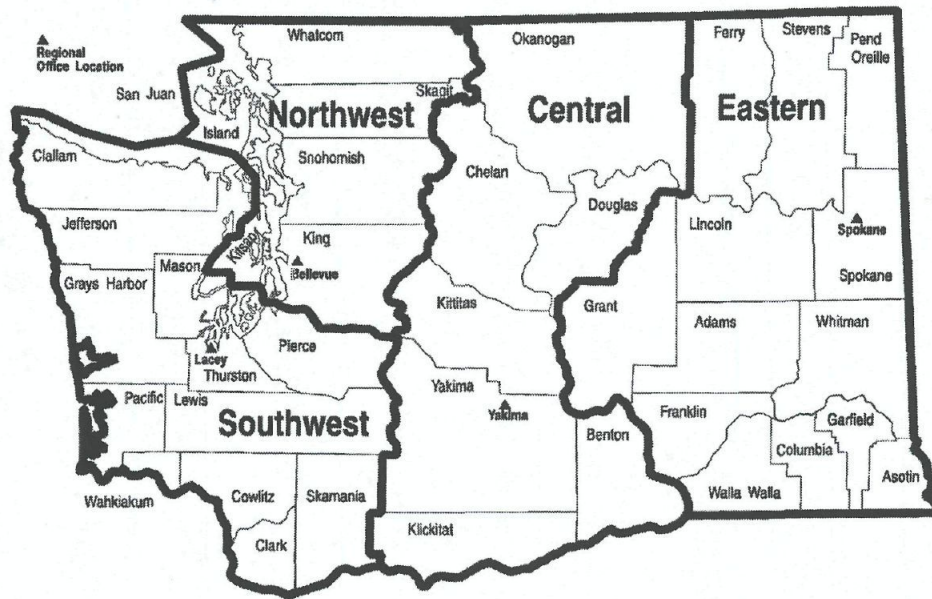 Regional
Office Location
Whatcom
Okanogan
Ferry
Stevens
Pend
Oreille
San Juan
Skagit
Island
Northwest
Central
Eastern
Clallam
Snohomish
Chelan
Douglas
Jefferson
Lincoln
King
Kitsap
Spokane
Bellevue
Mason
Grays Harbor
Spokane
Kittitas
Grant
Adams
Whitman
Pierce
Lacey
Thurston
Yakima
Pacific
Lewis
Yakima
Franklin
Garfield
Southwest
Benton
Columbia
Asotin
Wahkiakum
Cowlitz
Skamania
Walla Walla
Klickitat
Clark